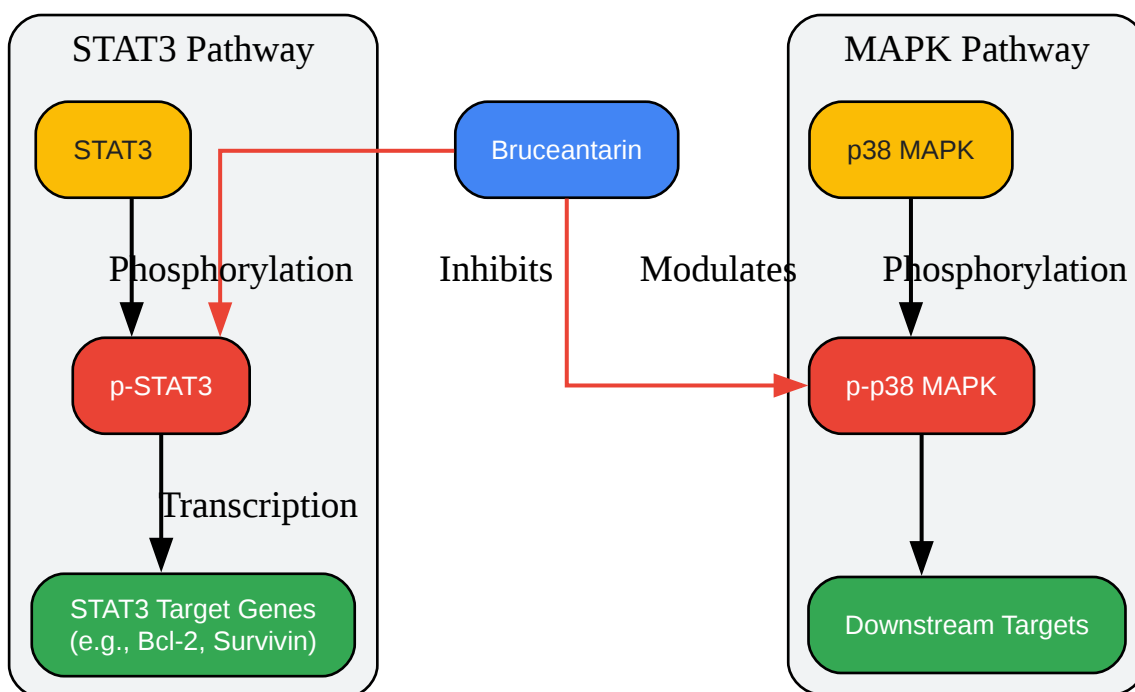 STAT3 Pathway
MAPK Pathway
STAT3
Bruceantarin
p38 MAPK
Phosphorylation
Inhibits
Modulates
Phosphorylation
p-STAT3
p-p38 MAPK
Transcription
STAT3 Target Genes
(e.g., Bcl-2, Survivin)
Downstream Targets